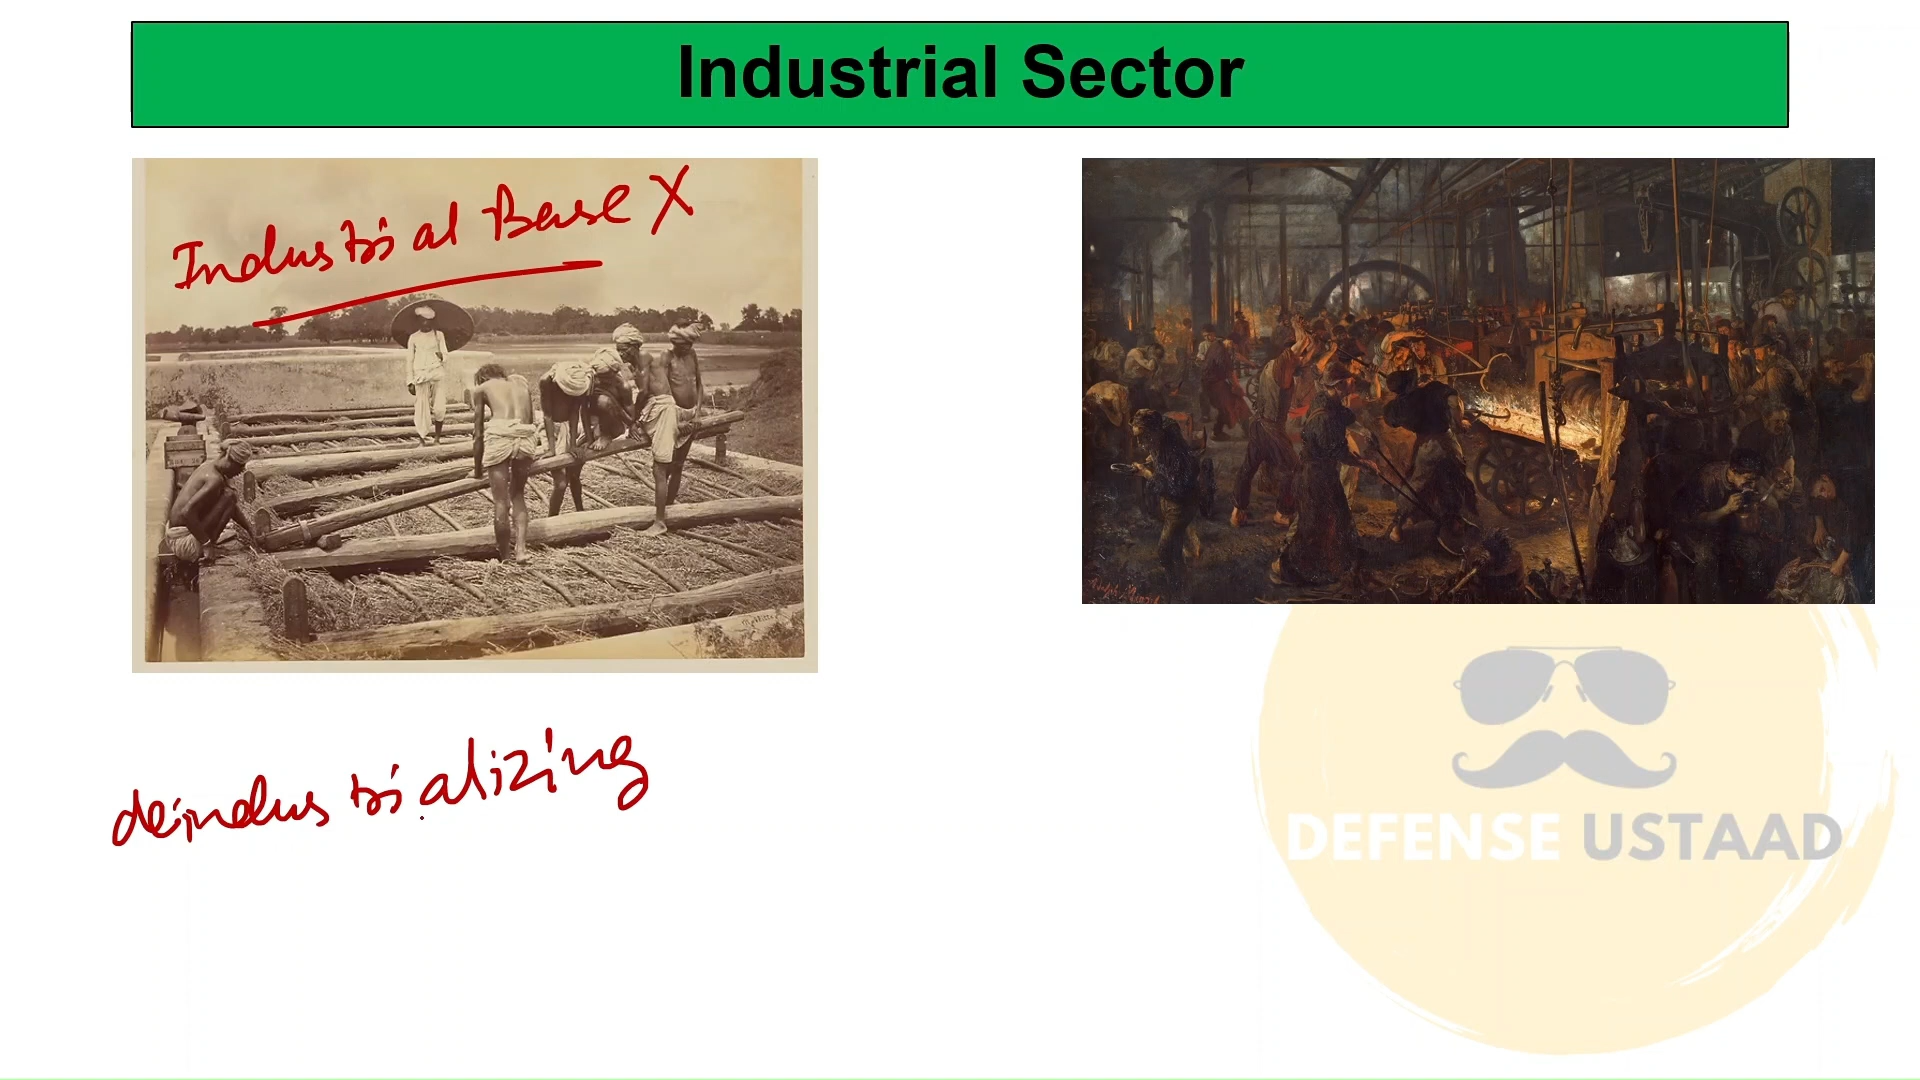 Industrial Sector
Industrial Base X
deindustrializing
DEFENSE USTAAD